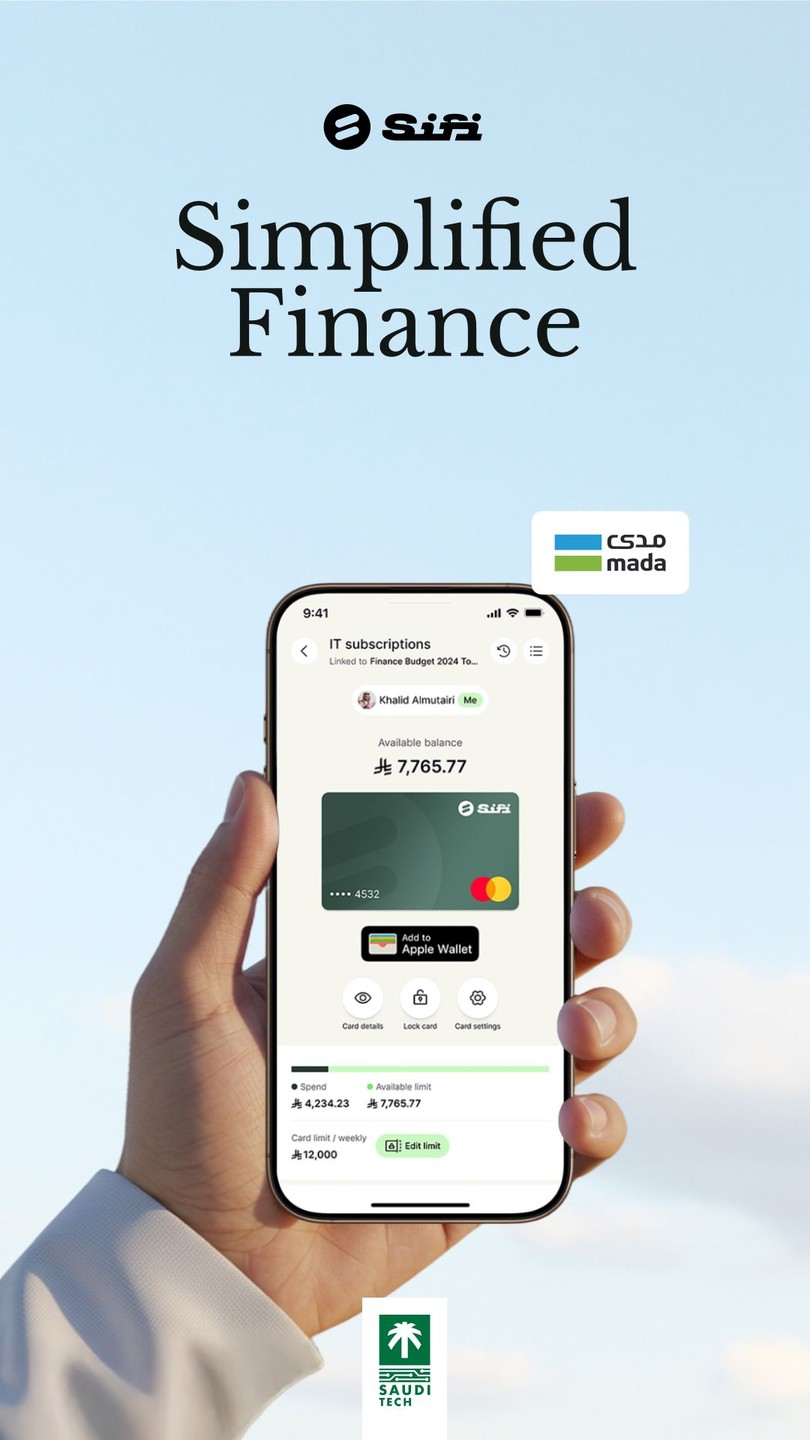 Sifi
Simplified
Finance
مدى
mada
9:41
IT subscriptions
Linked to Finance Budget 2024 To...
Khalid Almutairi Me
Available balance
⃁ 7,765.77
Sifi
•••• 4532
Add to
Apple Wallet
Card details Lock card Card settings
Spend Available limit
⃁ 4,234.23 ⃁ 7,765.77
Card limit / weekly
⃁ 12,000
Edit limit
SAUDI
TECH